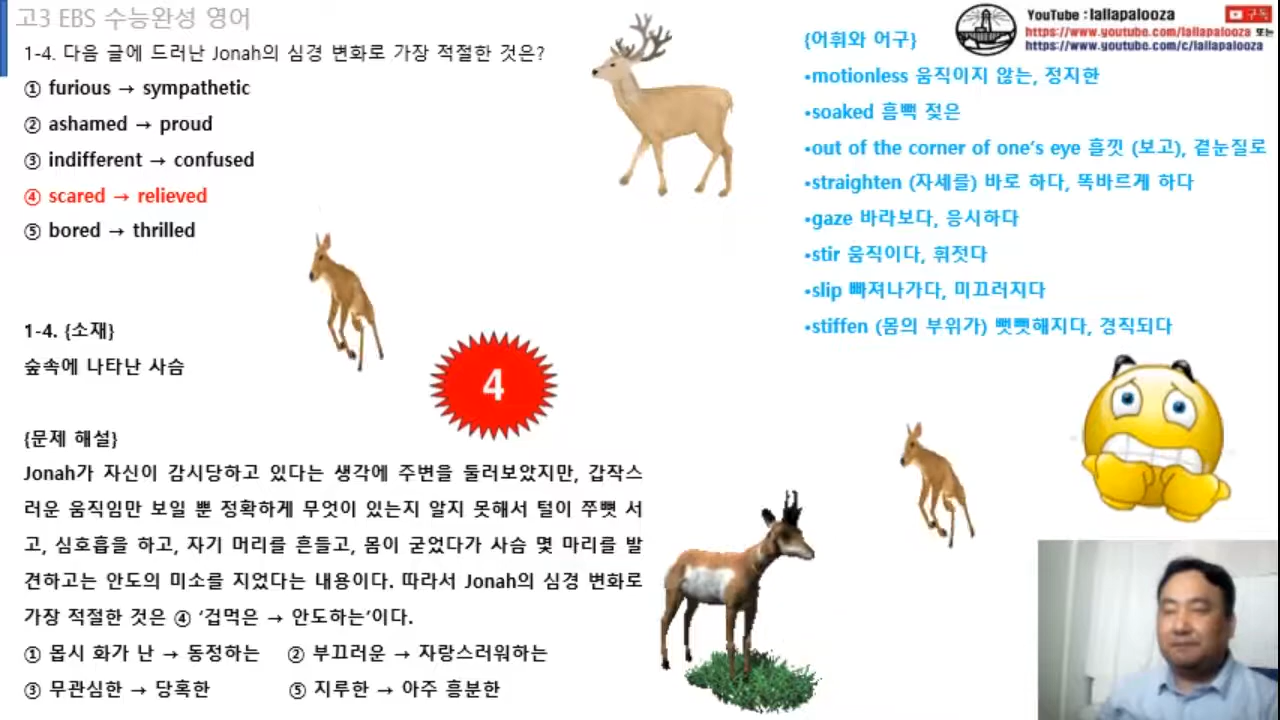 고3 EBS 수능완성 영어
1-4. 다음 글에 드러난 Jonah의 심경 변화로 가장 적절한 것은?
① furious → sympathetic
② ashamed → proud
③ indifferent → confused
④ scared → relieved
⑤ bored → thrilled
1-4. {소재}
숲속에 나타난 사슴
4
{문제 해설}
Jonah가 자신이 감시당하고 있다는 생각에 주변을 둘러보았지만, 갑작스
러운 움직임만 보일 뿐 정확하게 무엇이 있는지 알지 못해서 털이 쭈뼛 서
고, 심호흡을 하고, 자기 머리를 흔들고, 몸이 굳었다가 사슴 몇 마리를 발
견하고는 안도의 미소를 지었다는 내용이다. 따라서 Jonah의 심경 변화로
가장 적절한 것은 ④ ‘겁먹은 → 안도하는’이다.
① 몹시 화가 난 → 동정하는 ② 부끄러운 → 자랑스러워하는
③ 무관심한 → 당혹한 ⑤ 지루한 → 아주 흥분한
YouTube : lallapalooza 구독
https://www.youtube.com/lallapalooza 또는
https://www.youtube.com/c/lallapalooza
{어휘와 어구}
•motionless 움직이지 않는, 정지한
•soaked 흠뻑 젖은
•out of the corner of one’s eye 흘낏 (보고), 곁눈질로
•straighten (자세를) 바로 하다, 똑바르게 하다
•gaze 바라보다, 응시하다
•stir 움직이다, 휘젓다
•slip 빠져나가다, 미끄러지다
•stiffen (몸의 부위가) 뻣뻣해지다, 경직되다